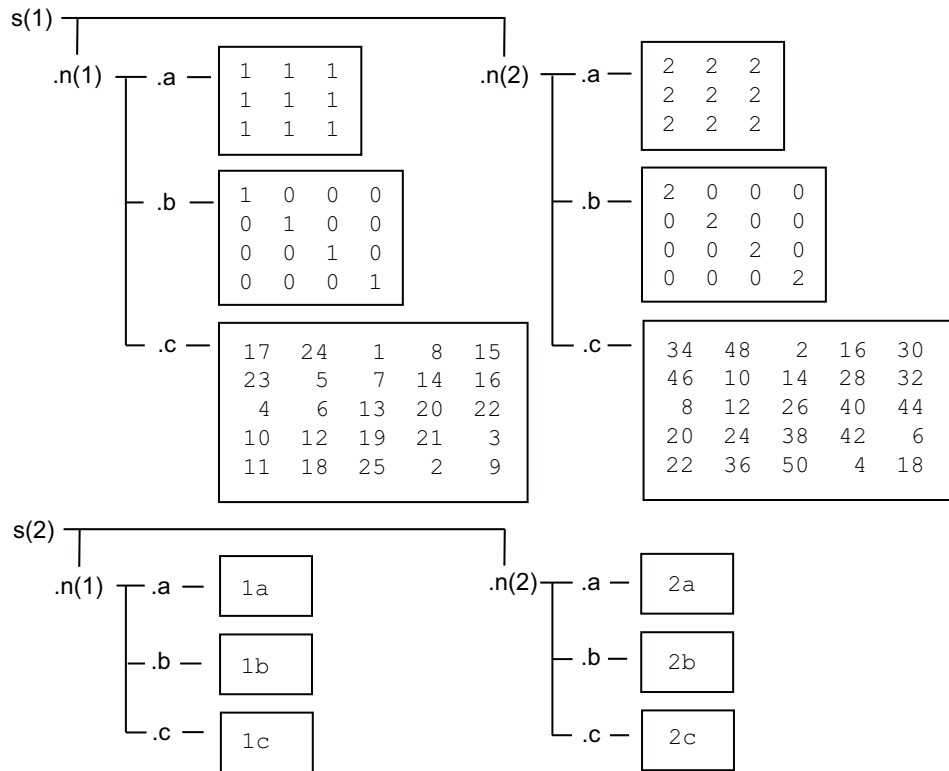 s(1)
.n(1) .a
1 1 1
1 1 1
1 1 1
.b
1 0 0 0
0 1 0 0
0 0 1 0
0 0 0 1
.c
17 24 1 8 15
23 5 7 14 16
4 6 13 20 22
10 12 19 21 3
11 18 25 2 9
.n(2) .a
2 2 2
2 2 2
2 2 2
.b
2 0 0 0
0 2 0 0
0 0 2 0
0 0 0 2
.c
34 48 2 16 30
46 10 14 28 32
8 12 26 40 44
20 24 38 42 6
22 36 50 4 18
s(2)
.n(1) .a
1a
.b
1b
.c
1c
.n(2) .a
2a
.b
2b
.c
2c